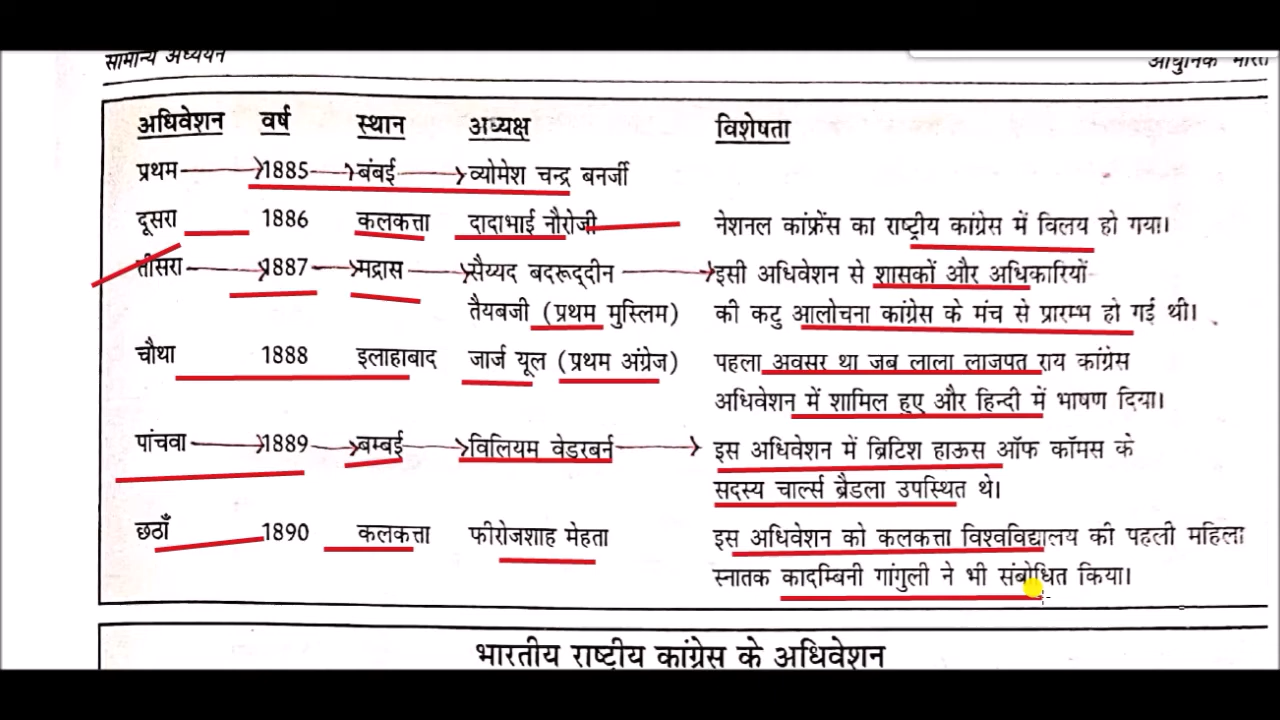 सामान्य अध्ययन आधुनिक भारत
अधिवेशन वर्ष स्थान अध्यक्ष विशेषता
प्रथम 1885 बंबई व्योमेश चन्द्र बनर्जी
दूसरा 1886 कलकत्ता दादाभाई नौरोजी नेशनल कांफ्रेंस का राष्ट्रीय कांग्रेस में विलय हो गया।
तीसरा 1887 मद्रास सैय्यद बदरूद्दीन इसी अधिवेशन से शासकों और अधिकारियों
तैयबजी (प्रथम मुस्लिम) की कटु आलोचना कांग्रेस के मंच से प्रारम्भ हो गई थी।
चौथा 1888 इलाहाबाद जार्ज यूल (प्रथम अंग्रेज) पहला अवसर था जब लाला लाजपत राय कांग्रेस
अधिवेशन में शामिल हुए और हिन्दी में भाषण दिया।
पांचवा 1889 बम्बई विलियम वेडरबर्न इस अधिवेशन में ब्रिटिश हाऊस ऑफ कॉमस के
सदस्य चार्ल्स ब्रैडला उपस्थित थे।
छठाँ 1890 कलकत्ता फीरोजशाह मेहता इस अधिवेशन को कलकत्ता विश्वविद्यालय की पहली महिला
स्नातक कादम्बिनी गांगुली ने भी संबोधित किया।
भारतीय राष्ट्रीय कांग्रेस के अधिवेशन